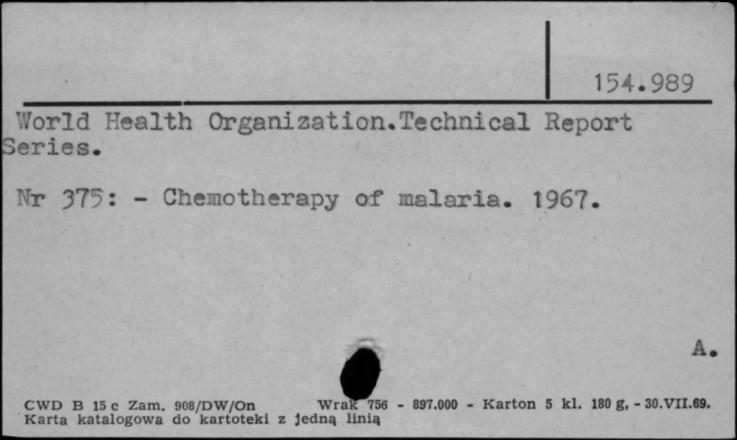 154.989
World Health Organization.Technical Report
Series.
Nr 375: - Chemotherapy of malaria. 1967.
A.
CWD B 15 c Zam. 908/DW/On Wrak 756 - 897.000 - Karton 5 kl. 180 g. - 30.VII.69.
Karta katalogowa do kartoteki z jedną linią